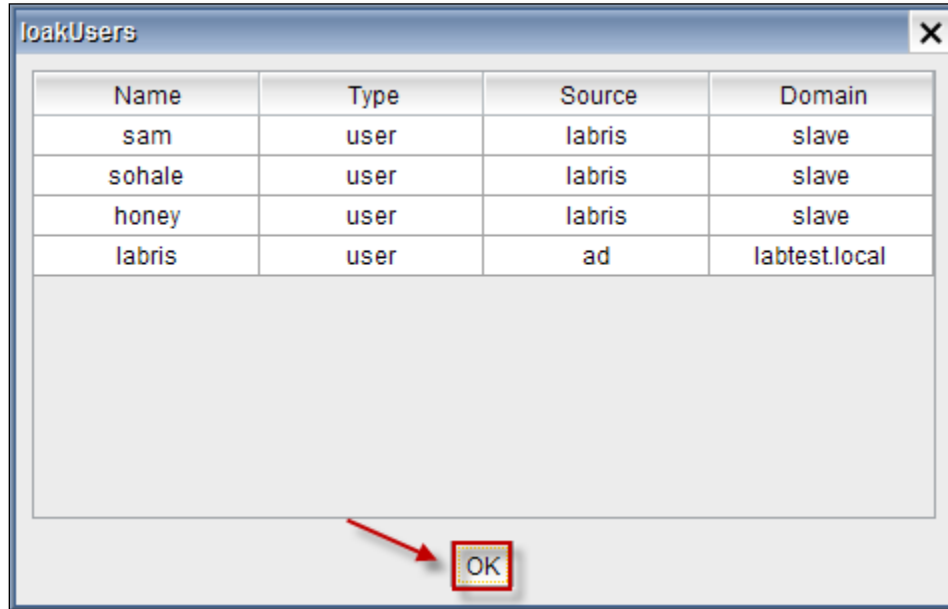 loakUsers
Name Type Source Domain
sam user labris slave
sohale user labris slave
honey user labris slave
labris user ad labtest.local
OK